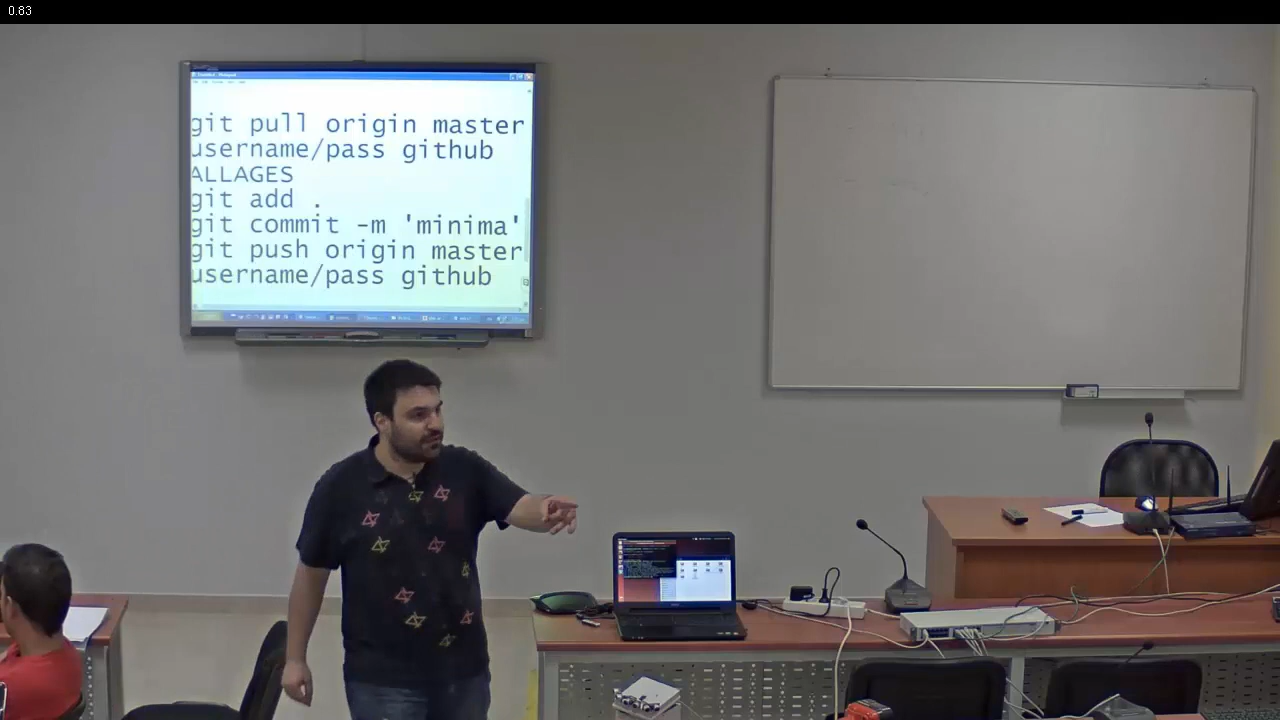 0.83
git pull origin master
username/pass github
ALLAGES
git add .
git commit -m 'minima'
git push origin master
username/pass github